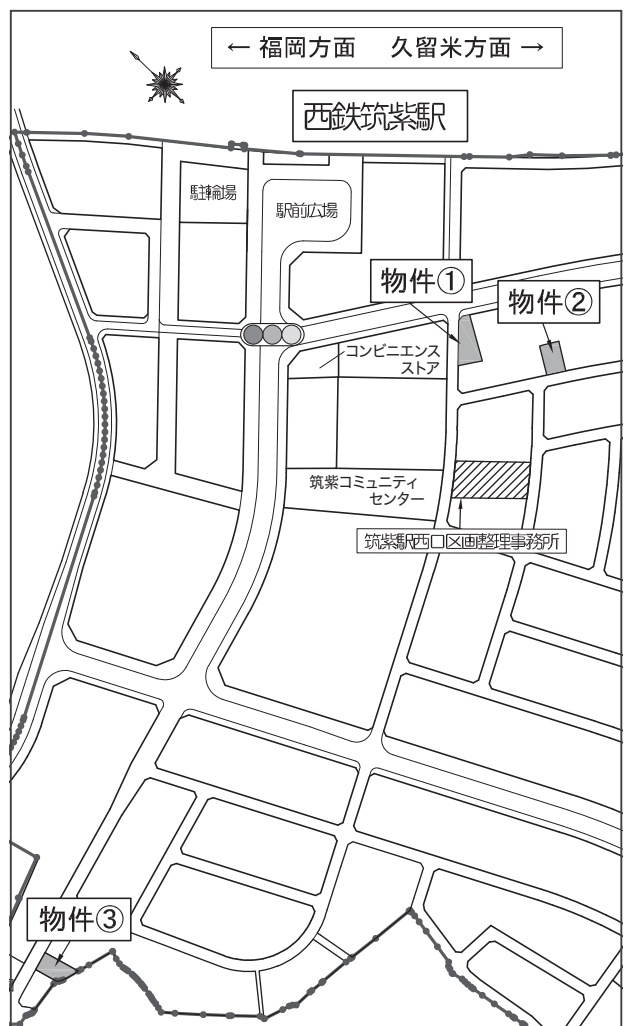 ← 福岡方面　久留米方面 →
西鉄筑紫駅
駐輪場
駅前広場
物件①
物件②
コンビニエンス
ストア
筑紫コミュニティ
センター
筑紫駅西口区画整理事務所
物件③